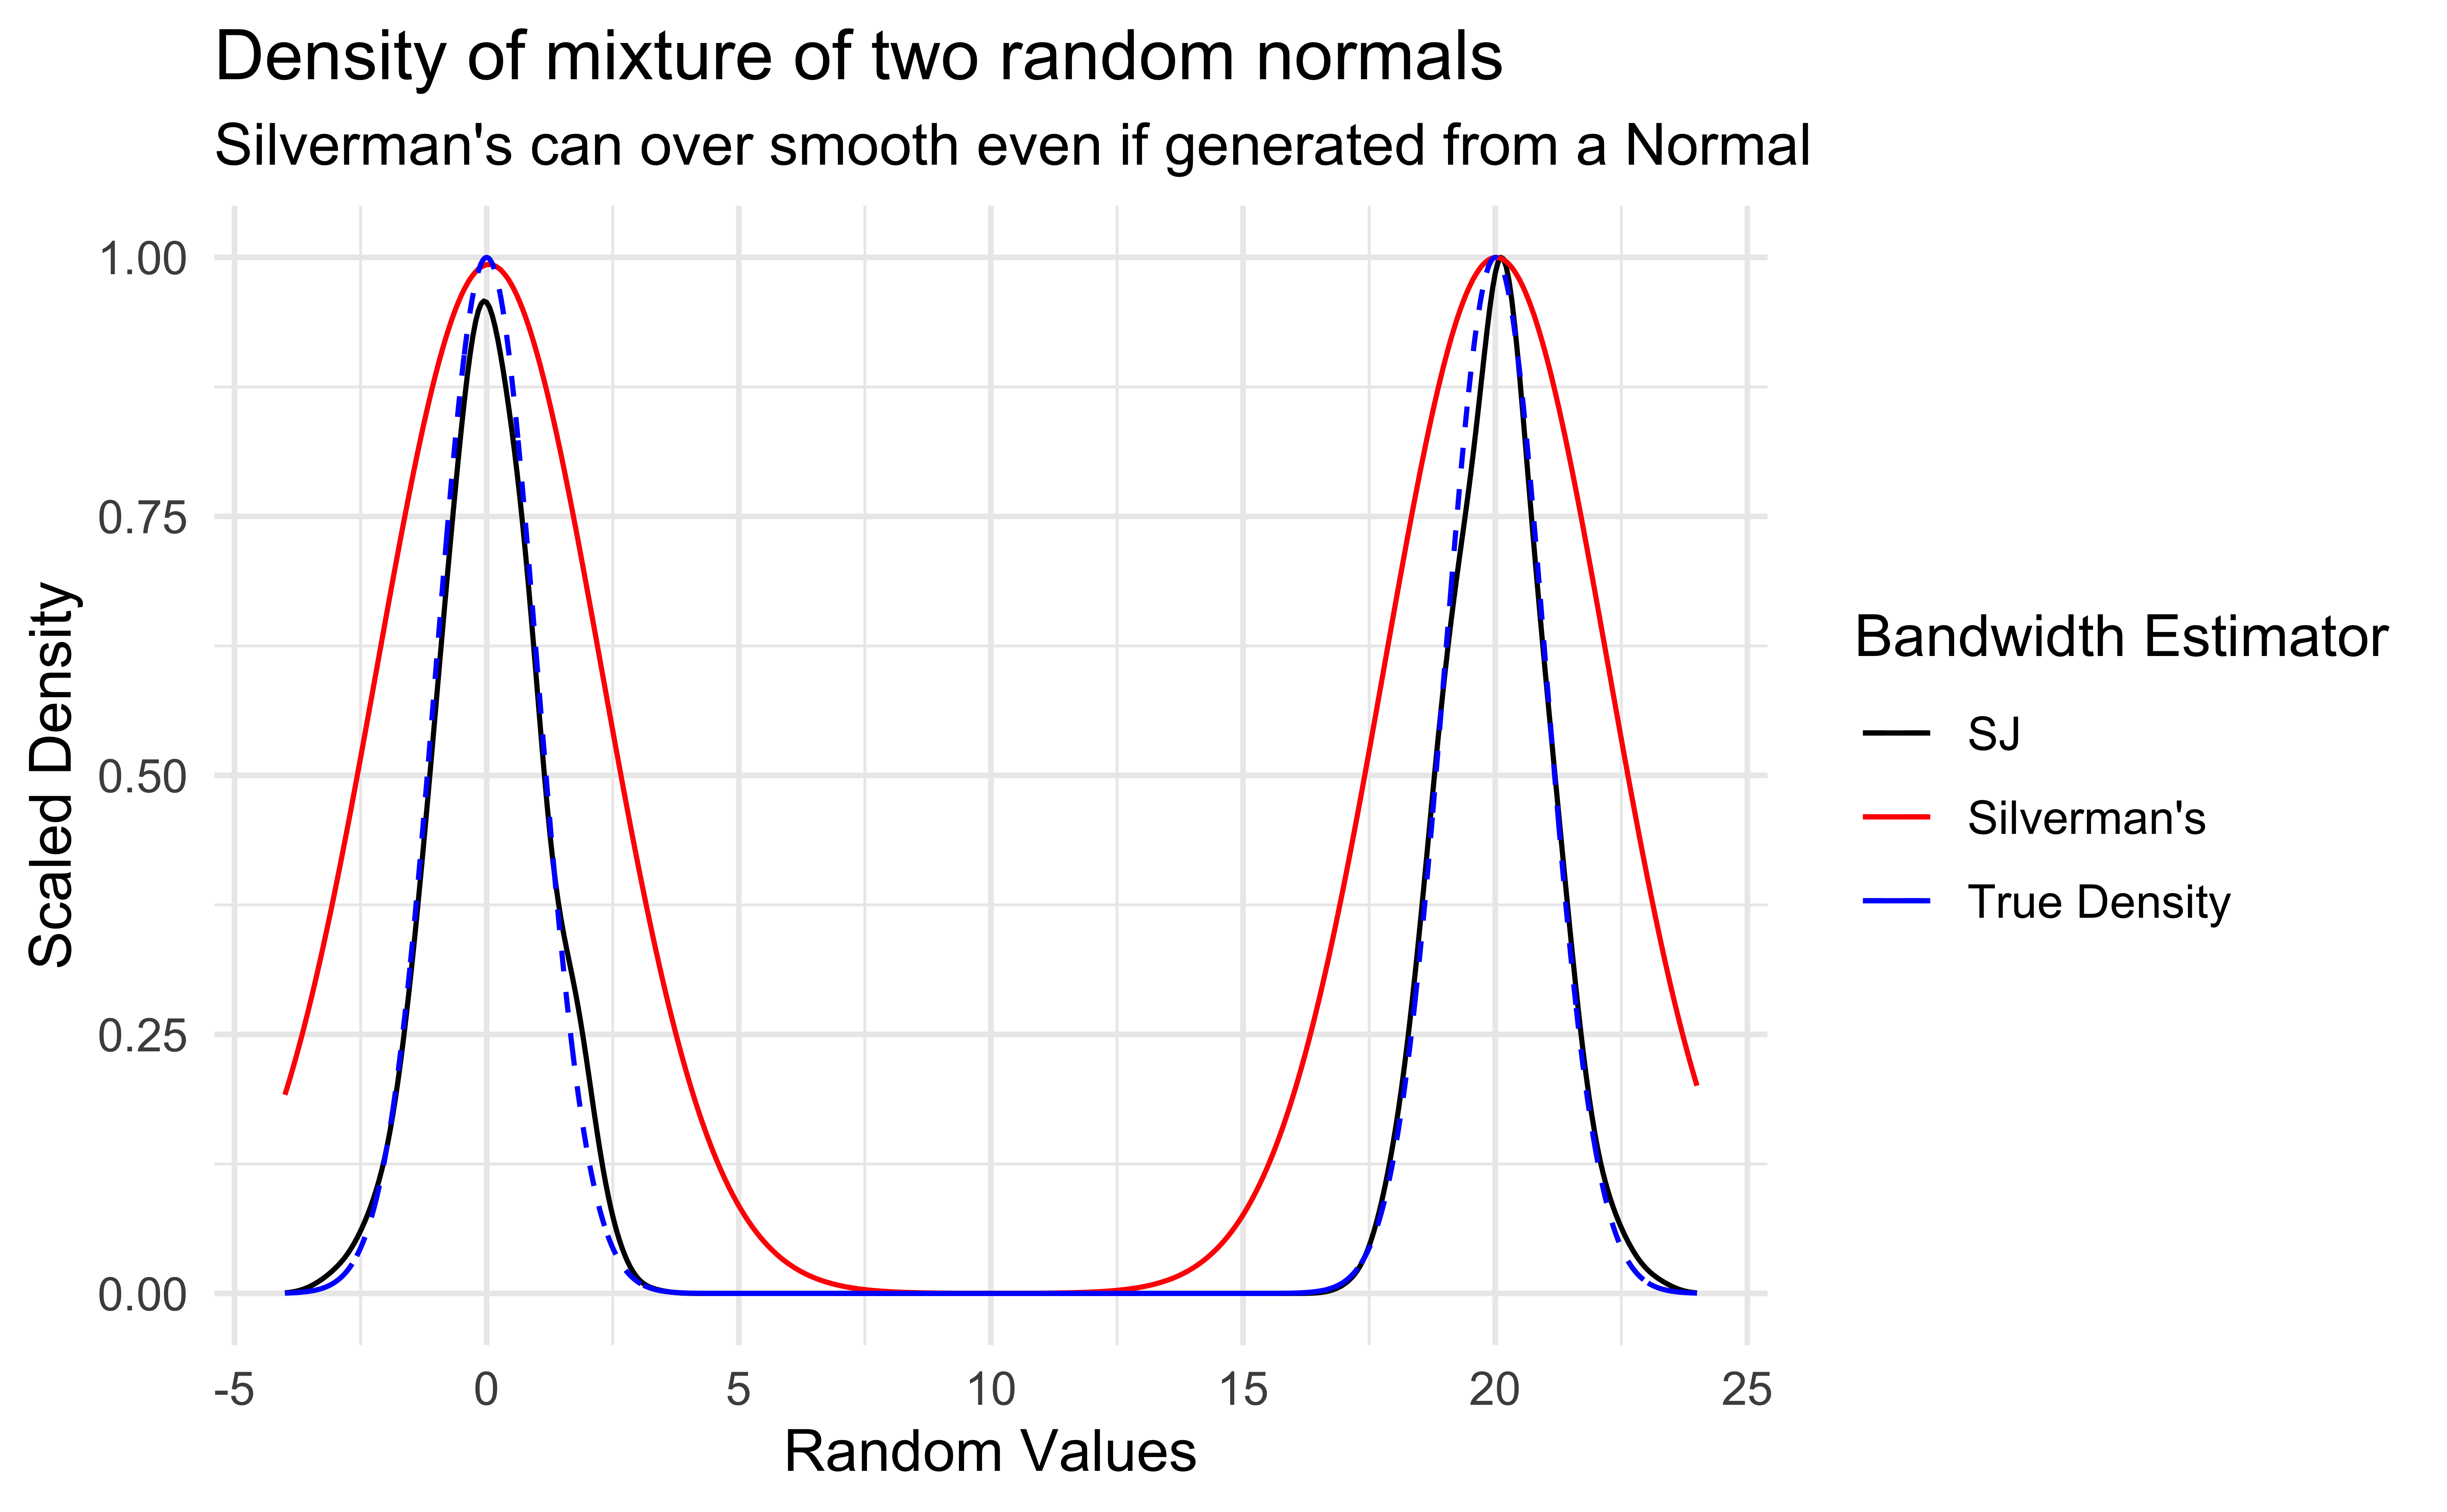 Density of mixture of two random normals
Silverman's can over smooth even if generated from a Normal
1.00
0.75
0.50
0.25
0.00
Scaled Density
-5 0 5 10 15 20 25
Random Values
Bandwidth Estimator
SJ
Silverman's
True Density